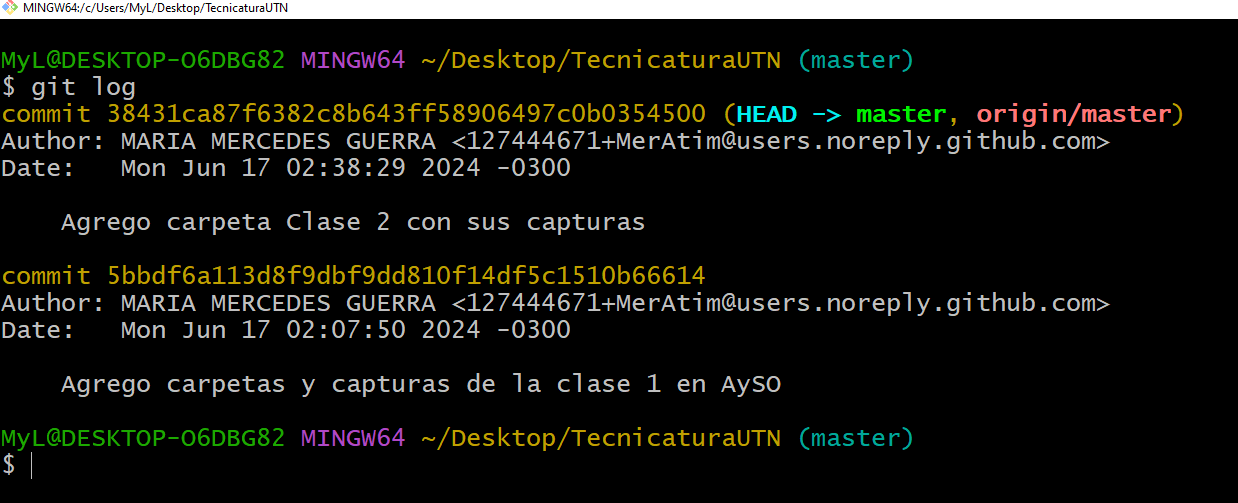 MINGW64:/c/Users/MyL/Desktop/TecnicaturaUTN
MyL@DESKTOP-O6DBG82 MINGW64 ~/Desktop/TecnicaturaUTN (master)
$ git log
commit 38431ca87f6382c8b643ff58906497c0b0354500 (HEAD -> master, origin/master)
Author: MARIA MERCEDES GUERRA <127444671+MerAtim@users.noreply.github.com>
Date:   Mon Jun 17 02:38:29 2024 -0300
Agrego carpeta Clase 2 con sus capturas
commit 5bbdf6a113d8f9dbf9dd810f14df5c1510b66614
Author: MARIA MERCEDES GUERRA <127444671+MerAtim@users.noreply.github.com>
Date:   Mon Jun 17 02:07:50 2024 -0300
Agrego carpetas y capturas de la clase 1 en AySO
MyL@DESKTOP-O6DBG82 MINGW64 ~/Desktop/TecnicaturaUTN (master)
$